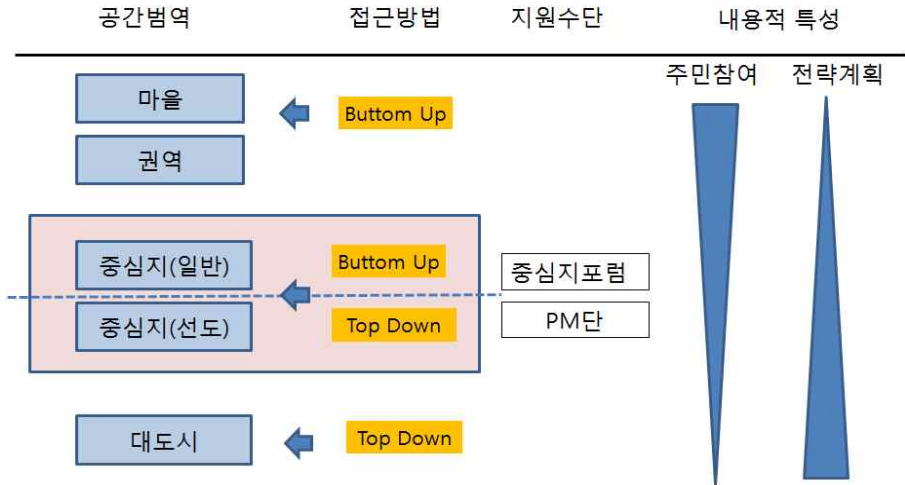 공간범역 접근방법 지원수단 내용적 특성
주민참여 전략계획
마을
Buttom Up
권역
중심지(일반)
Buttom Up
중심지포럼
중심지(선도)
Top Down
PM단
대도시
Top Down